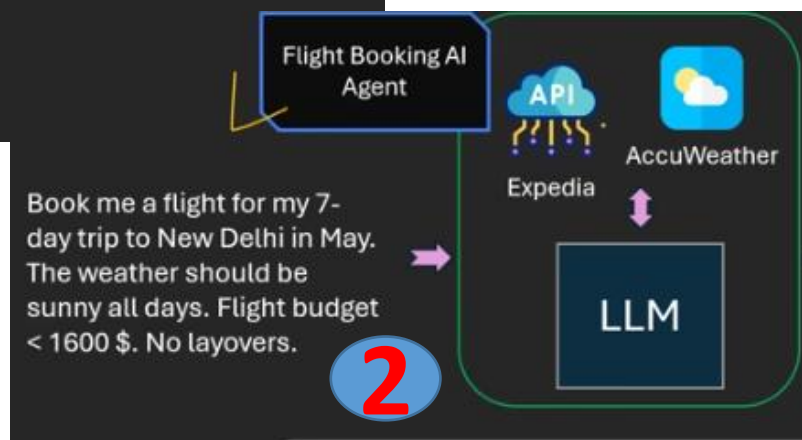 Flight Booking AI
Agent
API
Expedia
AccuWeather
Book me a flight for my 7-
day trip to New Delhi in May.
The weather should be
sunny all days. Flight budget
< 1600 $. No layovers.
LLM
2